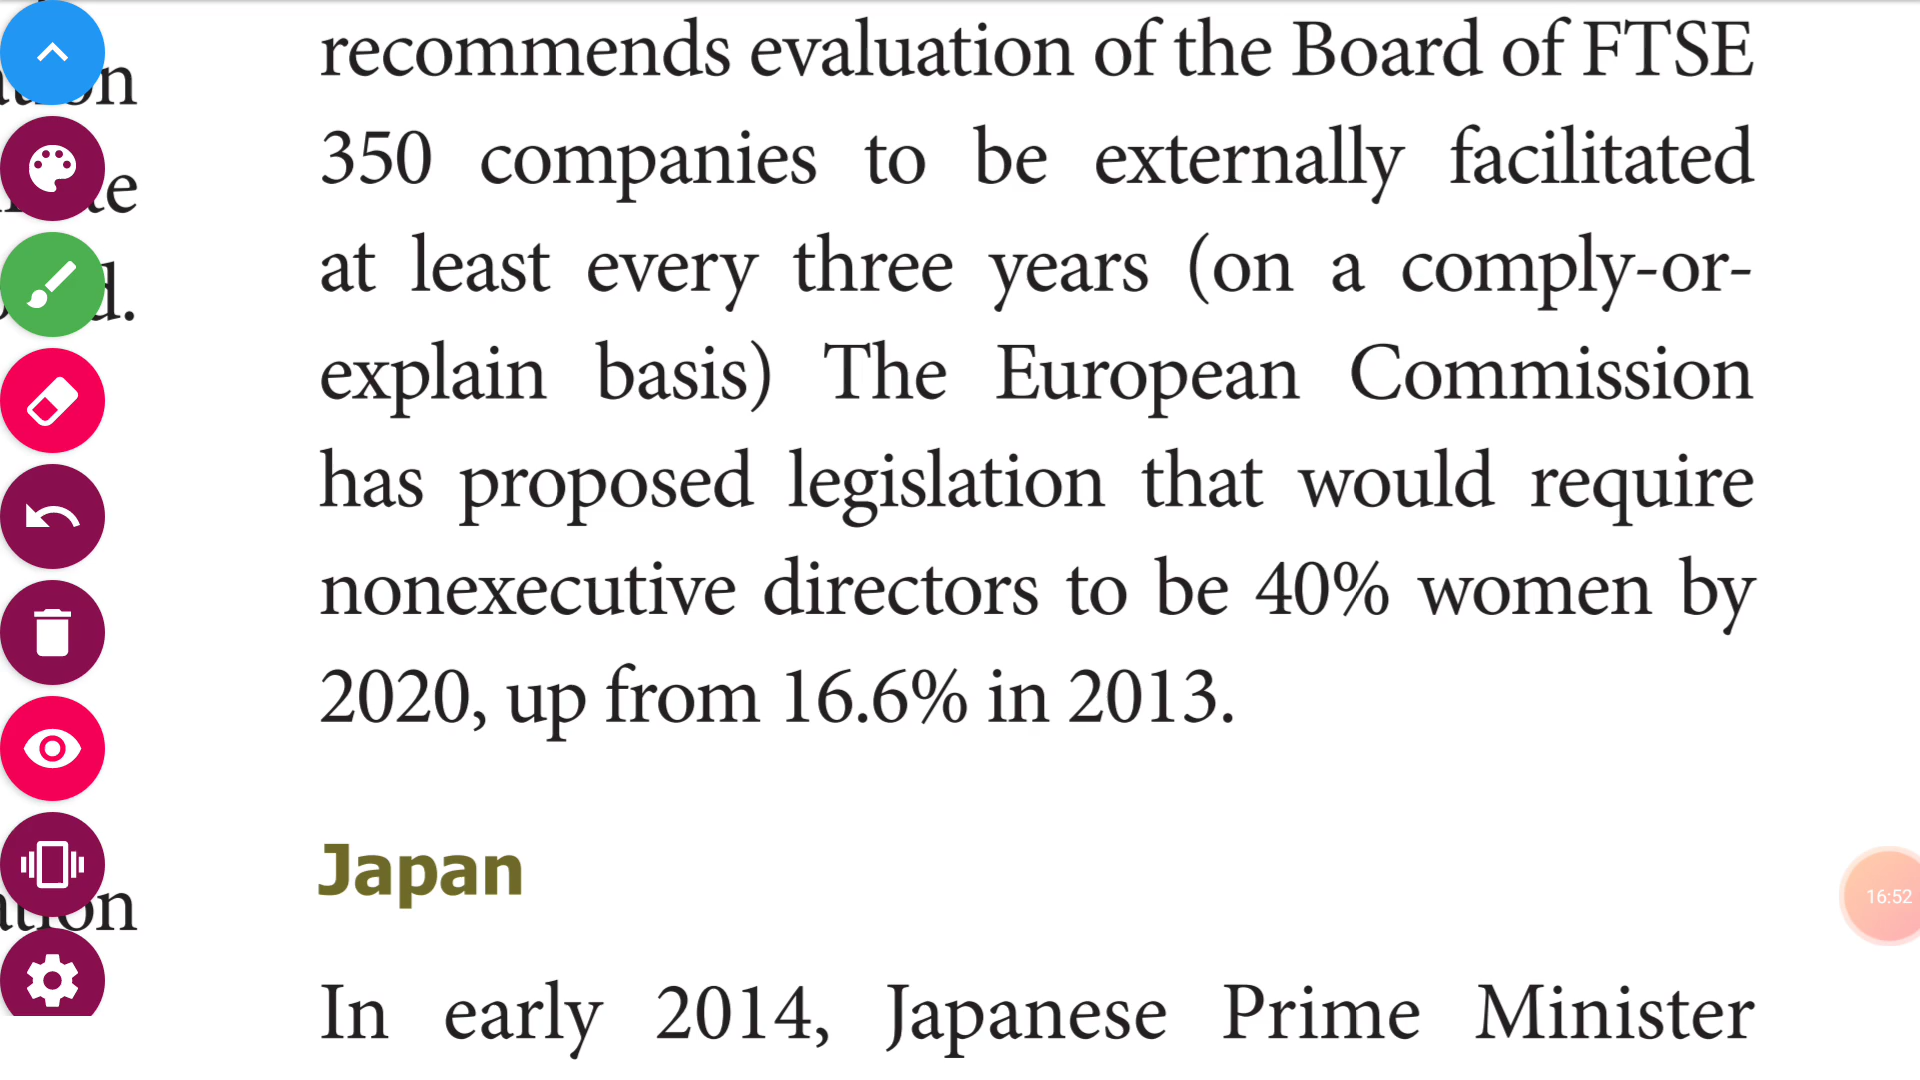 recommends evaluation of the Board of FTSE
350 companies to be externally facilitated
at least every three years (on a comply-or-
explain basis) The European Commission
has proposed legislation that would require
nonexecutive directors to be 40% women by
2020, up from 16.6% in 2013.
Japan
16:52
In early 2014, Japanese Prime Minister